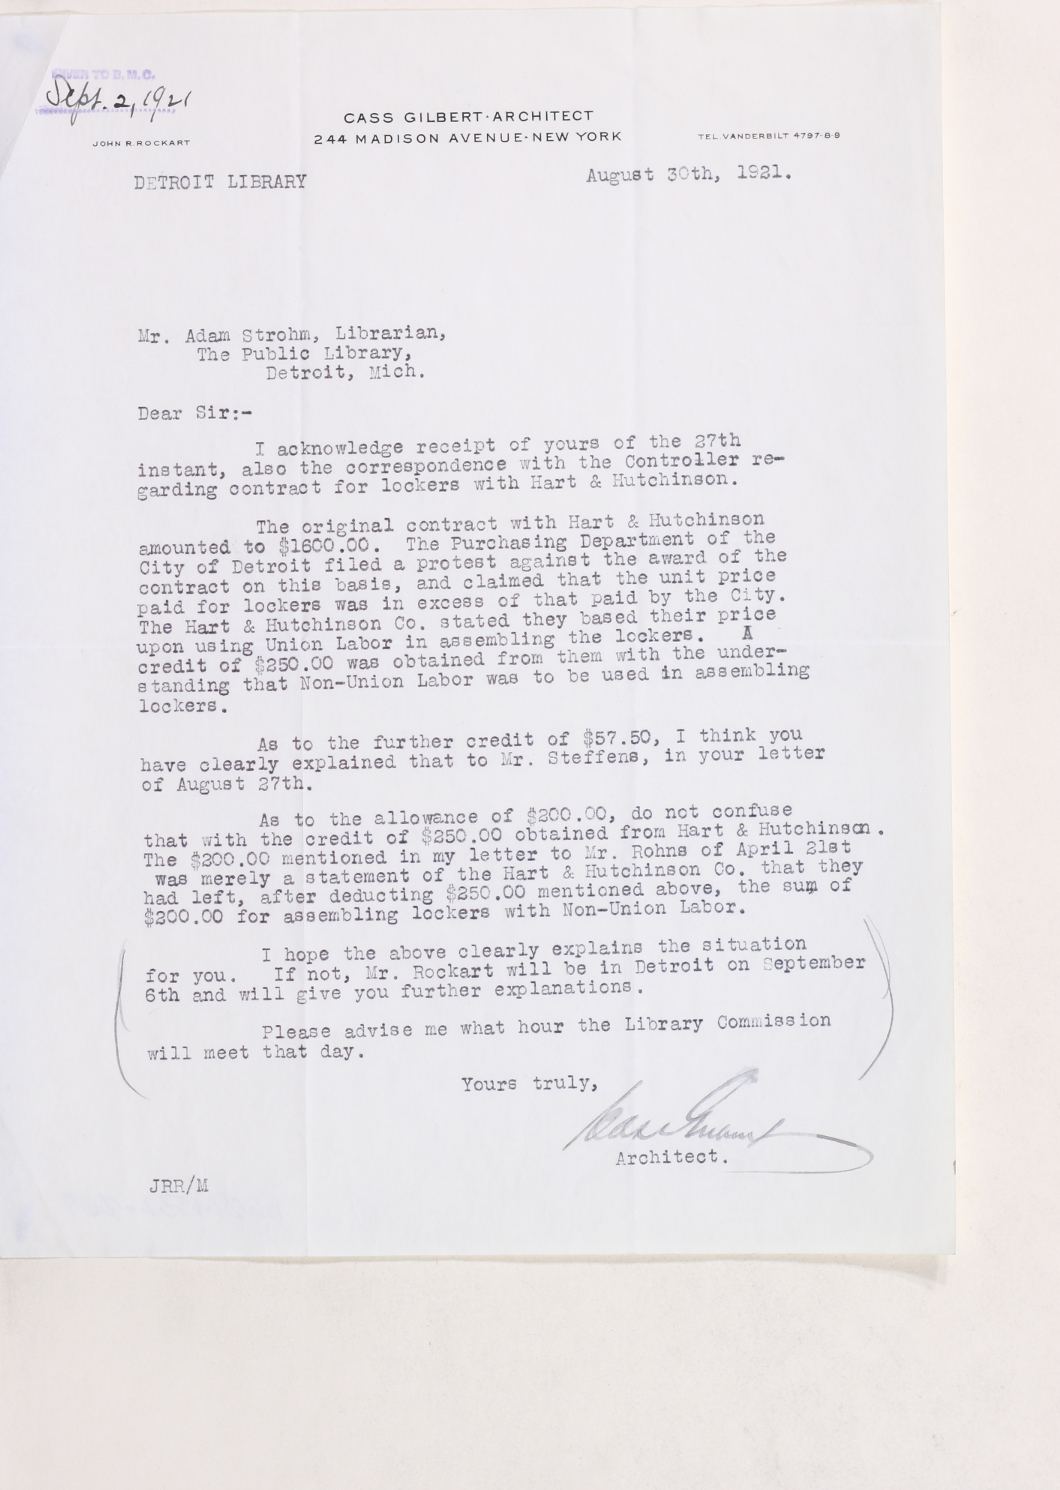 GIVEN TO D.M.C.
Sept. 2, 1921
CASS GILBERT·ARCHITECT
244 MADISON AVENUE·NEW YORK
JOHN R. ROCKART
TEL. VANDERBILT 4797-8-9
DETROIT LIBRARY
August 30th, 1921.
Mr. Adam Strohm, Librarian,
The Public Library,
Detroit, Mich.
Dear Sir:-
I acknowledge receipt of yours of the 27th
instant, also the correspondence with the Controller re-
garding contract for lockers with Hart & Hutchinson.
The original contract with Hart & Hutchinson
amounted to $1600.00. The Purchasing Department of the
City of Detroit filed a protest against the award of the
contract on this basis, and claimed that the unit price
paid for lockers was in excess of that paid by the City.
The Hart & Hutchinson Co. stated they based their price
upon using Union Labor in assembling the lockers. A
credit of $250.00 was obtained from them with the under-
standing that Non-Union Labor was to be used in assembling
lockers.
As to the further credit of $57.50, I think you
have clearly explained that to Mr. Steffens, in your letter
of August 27th.
As to the allowance of $200.00, do not confuse
that with the credit of $250.00 obtained from Hart & Hutchinson.
The $200.00 mentioned in my letter to Mr. Rohns of April 21st
was merely a statement of the Hart & Hutchinson Co. that they
had left, after deducting $250.00 mentioned above, the sum of
$200.00 for assembling lockers with Non-Union Labor.
I hope the above clearly explains the situation
for you. If not, Mr. Rockart will be in Detroit on September
6th and will give you further explanations.
Please advise me what hour the Library Commission
will meet that day.
Yours truly,
Cass Gilbert
Architect.
JRR/M